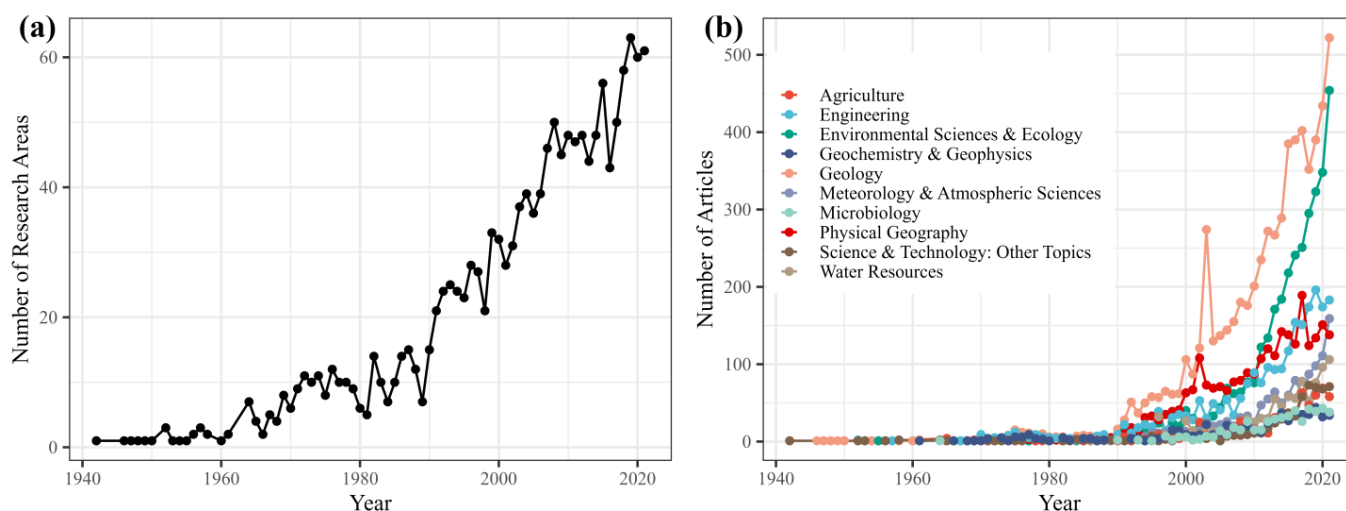 (a)
Number of Research Areas
60
40
20
0
1940 1960 1980 2000 2020
Year
(b)
Number of Articles
500
400
300
200
100
0
Agriculture
Engineering
Environmental Sciences & Ecology
Geochemistry & Geophysics
Geology
Meteorology & Atmospheric Sciences
Microbiology
Physical Geography
Science & Technology: Other Topics
Water Resources
1940 1960 1980 2000 2020
Year